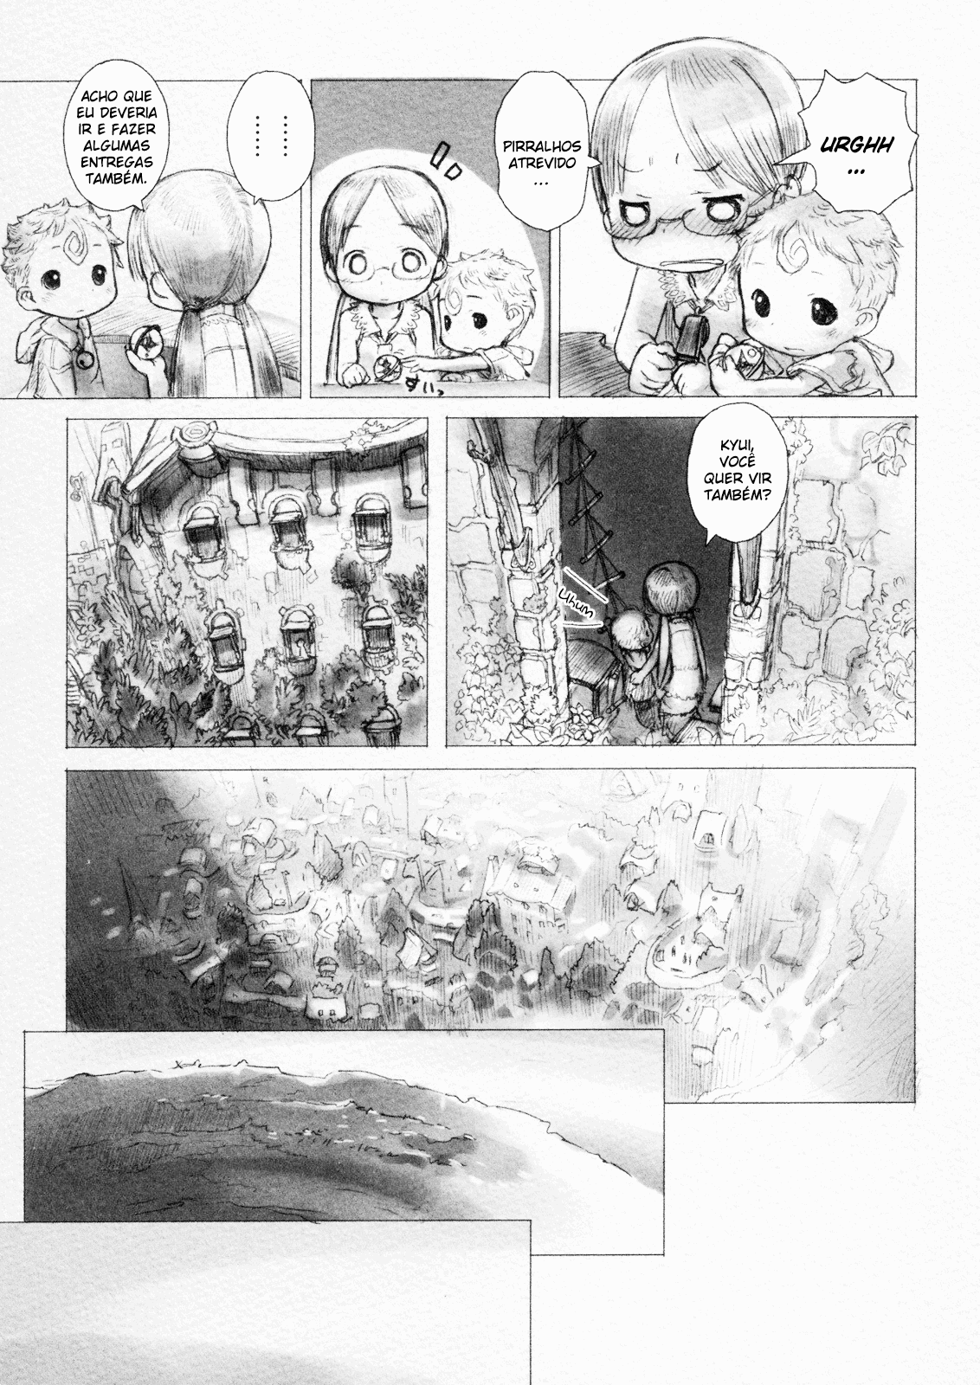 URGHH
...
PIRRALHOS
ATREVIDO
...
ACHO QUE
EU DEVERIA
IR E FAZER
ALGUMAS
ENTREGAS
TAMBÉM.
KYUI,
VOCÊ
QUER VIR
TAMBÉM?
Uhum